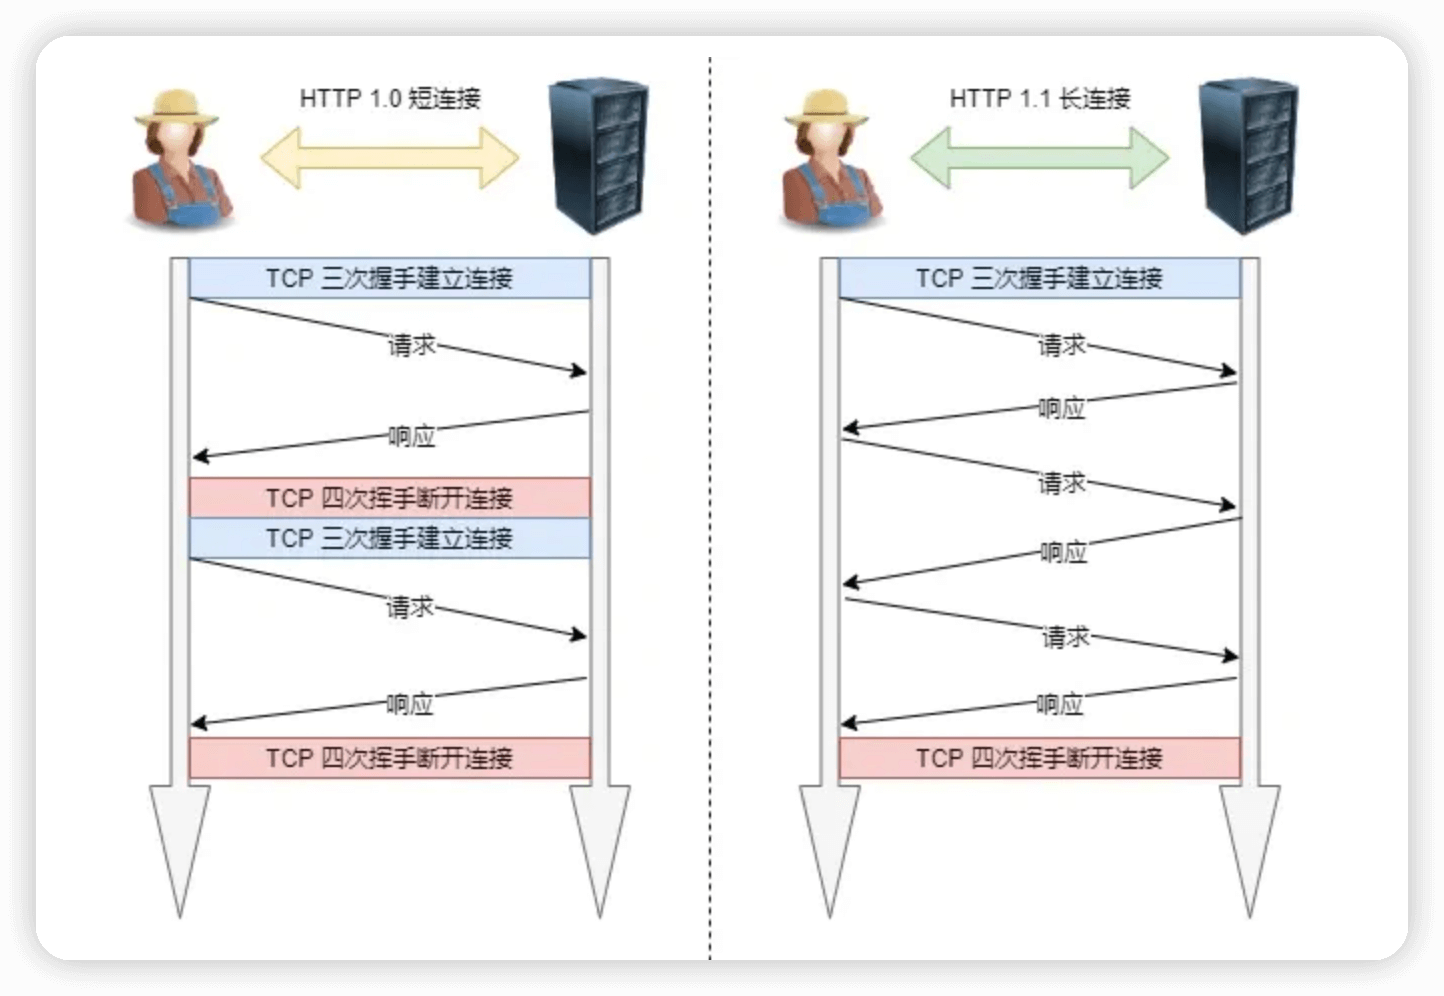 HTTP 1.0 短连接
TCP 三次握手建立连接
请求
响应
TCP 四次挥手断开连接
TCP 三次握手建立连接
请求
响应
TCP 四次挥手断开连接
HTTP 1.1 长连接
TCP 三次握手建立连接
请求
响应
请求
响应
请求
响应
TCP 四次挥手断开连接